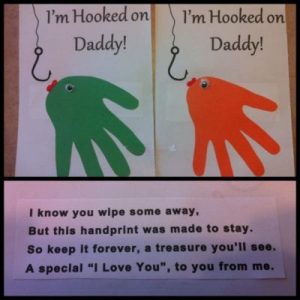 I'm Hooked on
Daddy!
I'm Hooked on
Daddy!
I know you wipe some away,
But this handprint was made to stay.
So keep it forever, a treasure you'll see.
A special “I Love You”, to you from me.